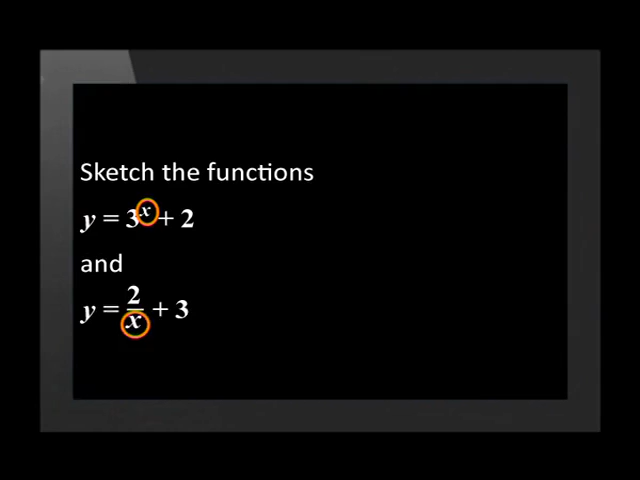 Sketch the functions
y = 3^x + 2
and
y = 2/x + 3